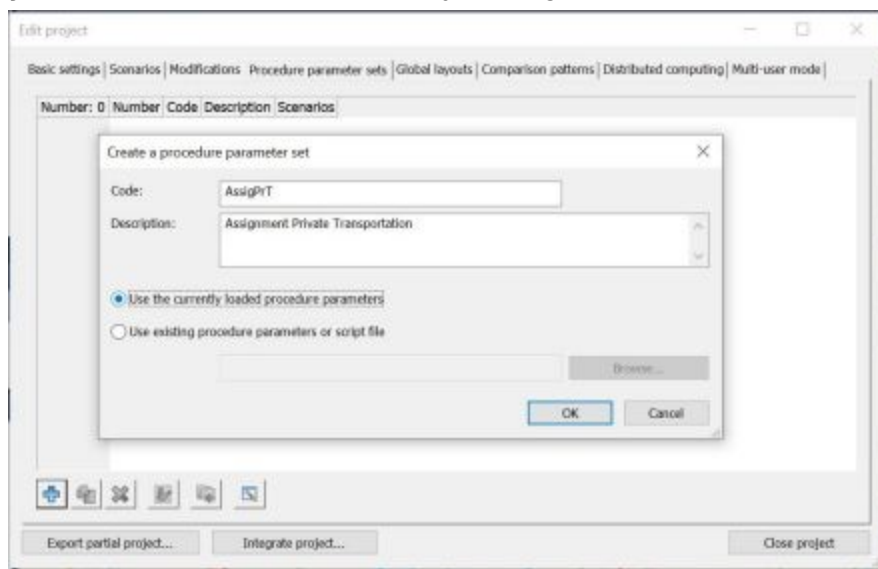 Edit project
Basic settings | Scenarios | Modifications Procedure parameter sets | Global layouts | Comparison patterns | Distributed computing | Multi-user mode |
Number: 0 Number Code Description Scenarios
Create a procedure parameter set
Code: AssigPrT
Description: Assignment Private Transportation
Use the currently loaded procedure parameters
Use existing procedure parameters or script file
Browse...
OK Cancel
Export partial project... Integrate project... Close project